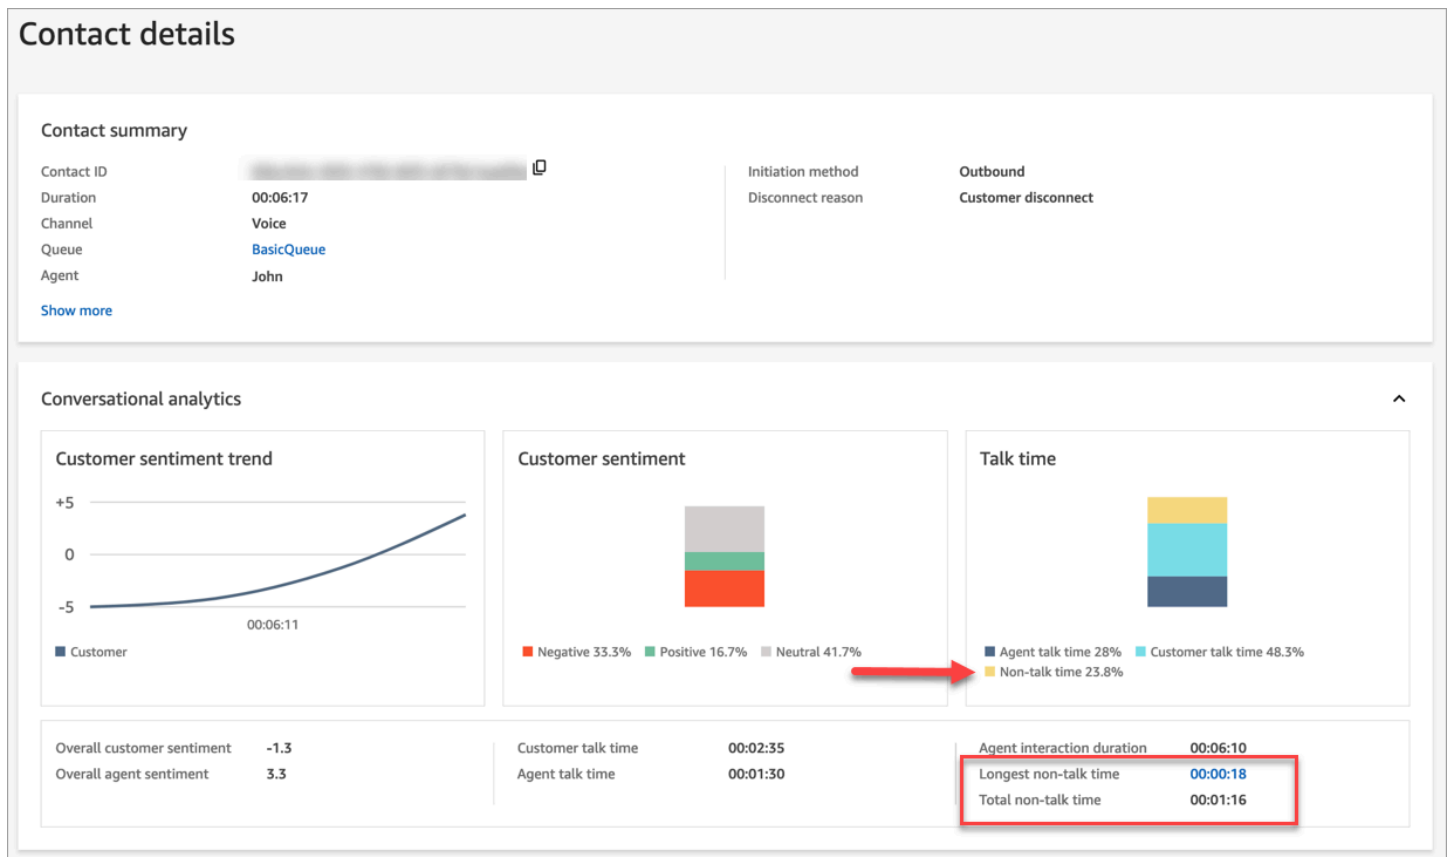 Contact details
Contact summary
Contact ID
Duration 00:06:17
Channel Voice
Queue BasicQueue
Agent John
Show more
Initiation method Outbound
Disconnect reason Customer disconnect
Conversational analytics
Customer sentiment trend
+5
0
-5
00:06:11
Customer
Customer sentiment
Negative 33.3% Positive 16.7% Neutral 41.7%
Talk time
Agent talk time 28% Customer talk time 48.3%
Non-talk time 23.8%
Overall customer sentiment -1.3
Overall agent sentiment 3.3
Customer talk time 00:02:35
Agent talk time 00:01:30
Agent interaction duration 00:06:10
Longest non-talk time 00:00:18
Total non-talk time 00:01:16